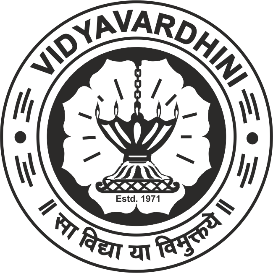 VIDYAVARDHINI
Estd. 1971
॥ सा विद्या या विमुक्तये ॥